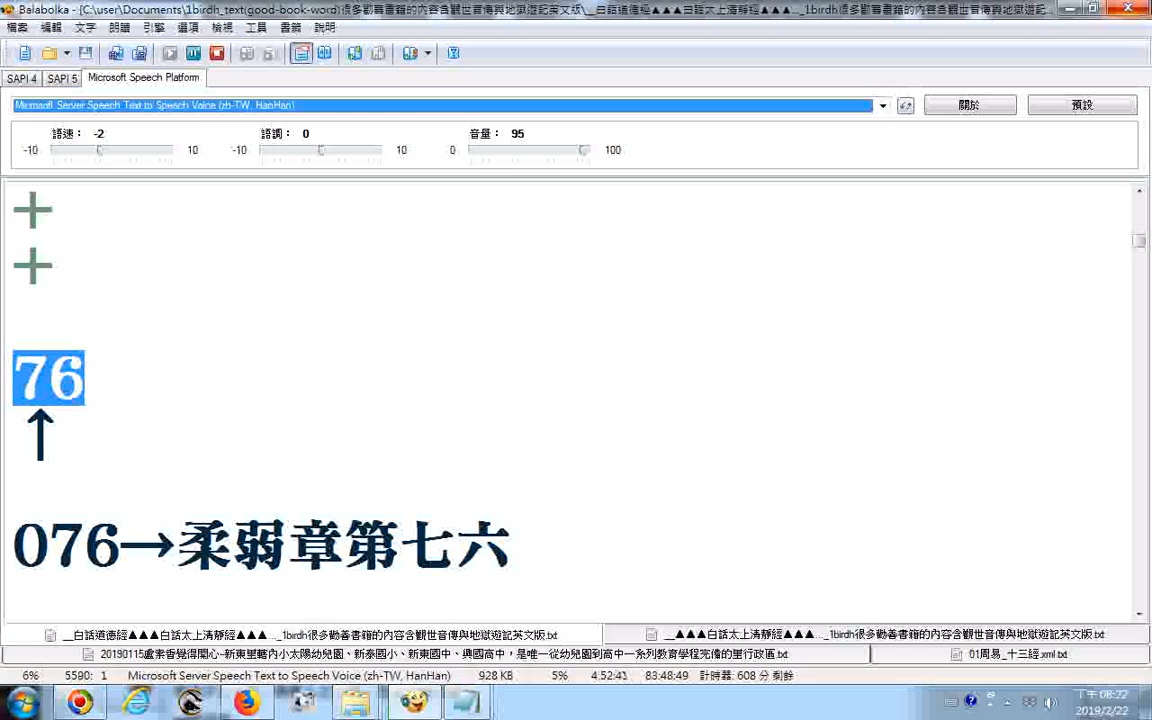 Balabolka - [C:\user\Documents\1birdh_text\good-book-word\很多勸善書籍的內容含觀世音傳與地獄遊記英文版\__白話道德經▲▲▲白話太上清靜經▲▲▲..._1birdh很多勸善書籍的內容含觀世音傳與地獄遊記...
檔案 編輯 文字 朗讀 引擎 選項 檢視 工具 書籤 說明
SAPI 4 SAPI 5 Microsoft Speech Platform
Microsoft Server Speech Text to Speech Voice (zh-TW, HanHan) 關於 預設
語速： -2 語調： 0 音量： 95
-10 10 -10 10 0 100
+
+
76
↑
076→柔弱章第七六
__白話道德經▲▲▲白話太上清靜經▲▲▲..._1birdh很多勸善書籍的內容含觀世音傳與地獄遊記英文版.txt __▲▲▲白話太上清靜經▲▲▲..._1birdh很多勸善書籍的內容含觀世音傳與地獄遊記英文版.txt
20190115盧素香覺得開心~新東里轄內小太陽幼兒園、新泰國小、新東國中、興國高中，是唯一從幼兒園到高中一系列教育學程完備的里行政區.txt 01周易_十三經.xml.txt
6% 5590: 1 Microsoft Server Speech Text to Speech Voice (zh-TW, HanHan) 928 KB 5% 4:52:41 83:48:49 計時器: 608 分 剩餘
下午 08:22
2019/2/22